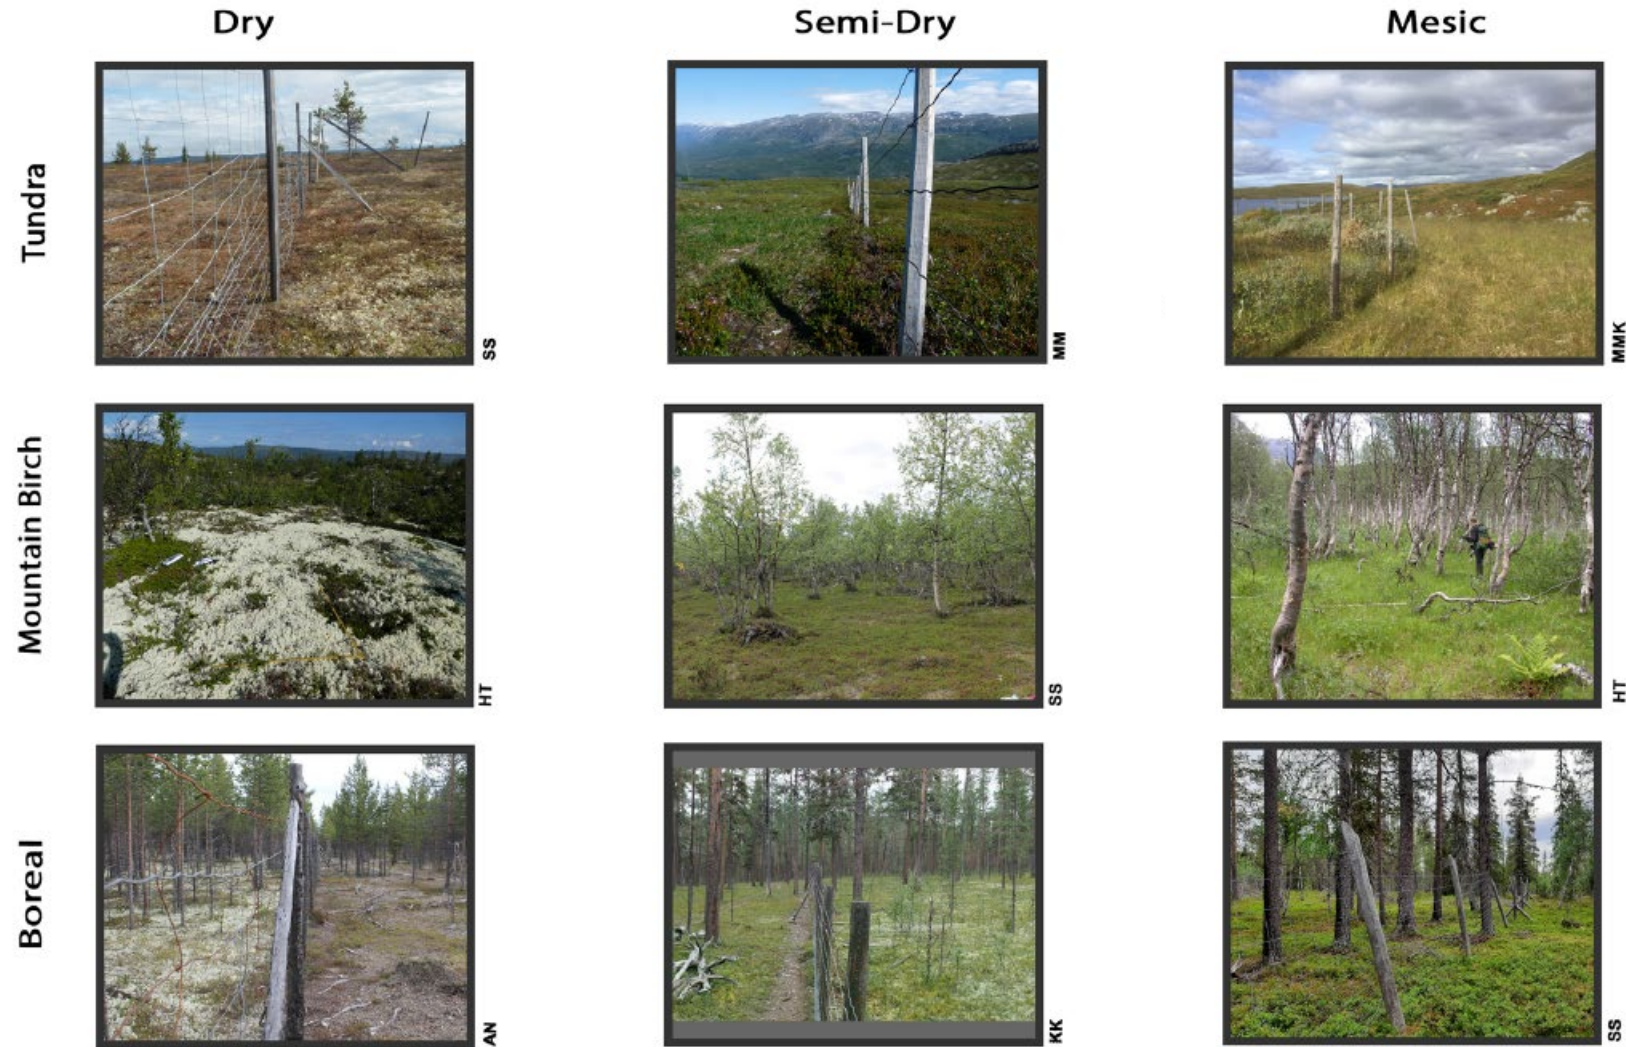 Dry
Semi-Dry
Mesic
Tundra
SS
MM
MMK
Mountain Birch
HT
SS
HT
Boreal
AN
KK
SS